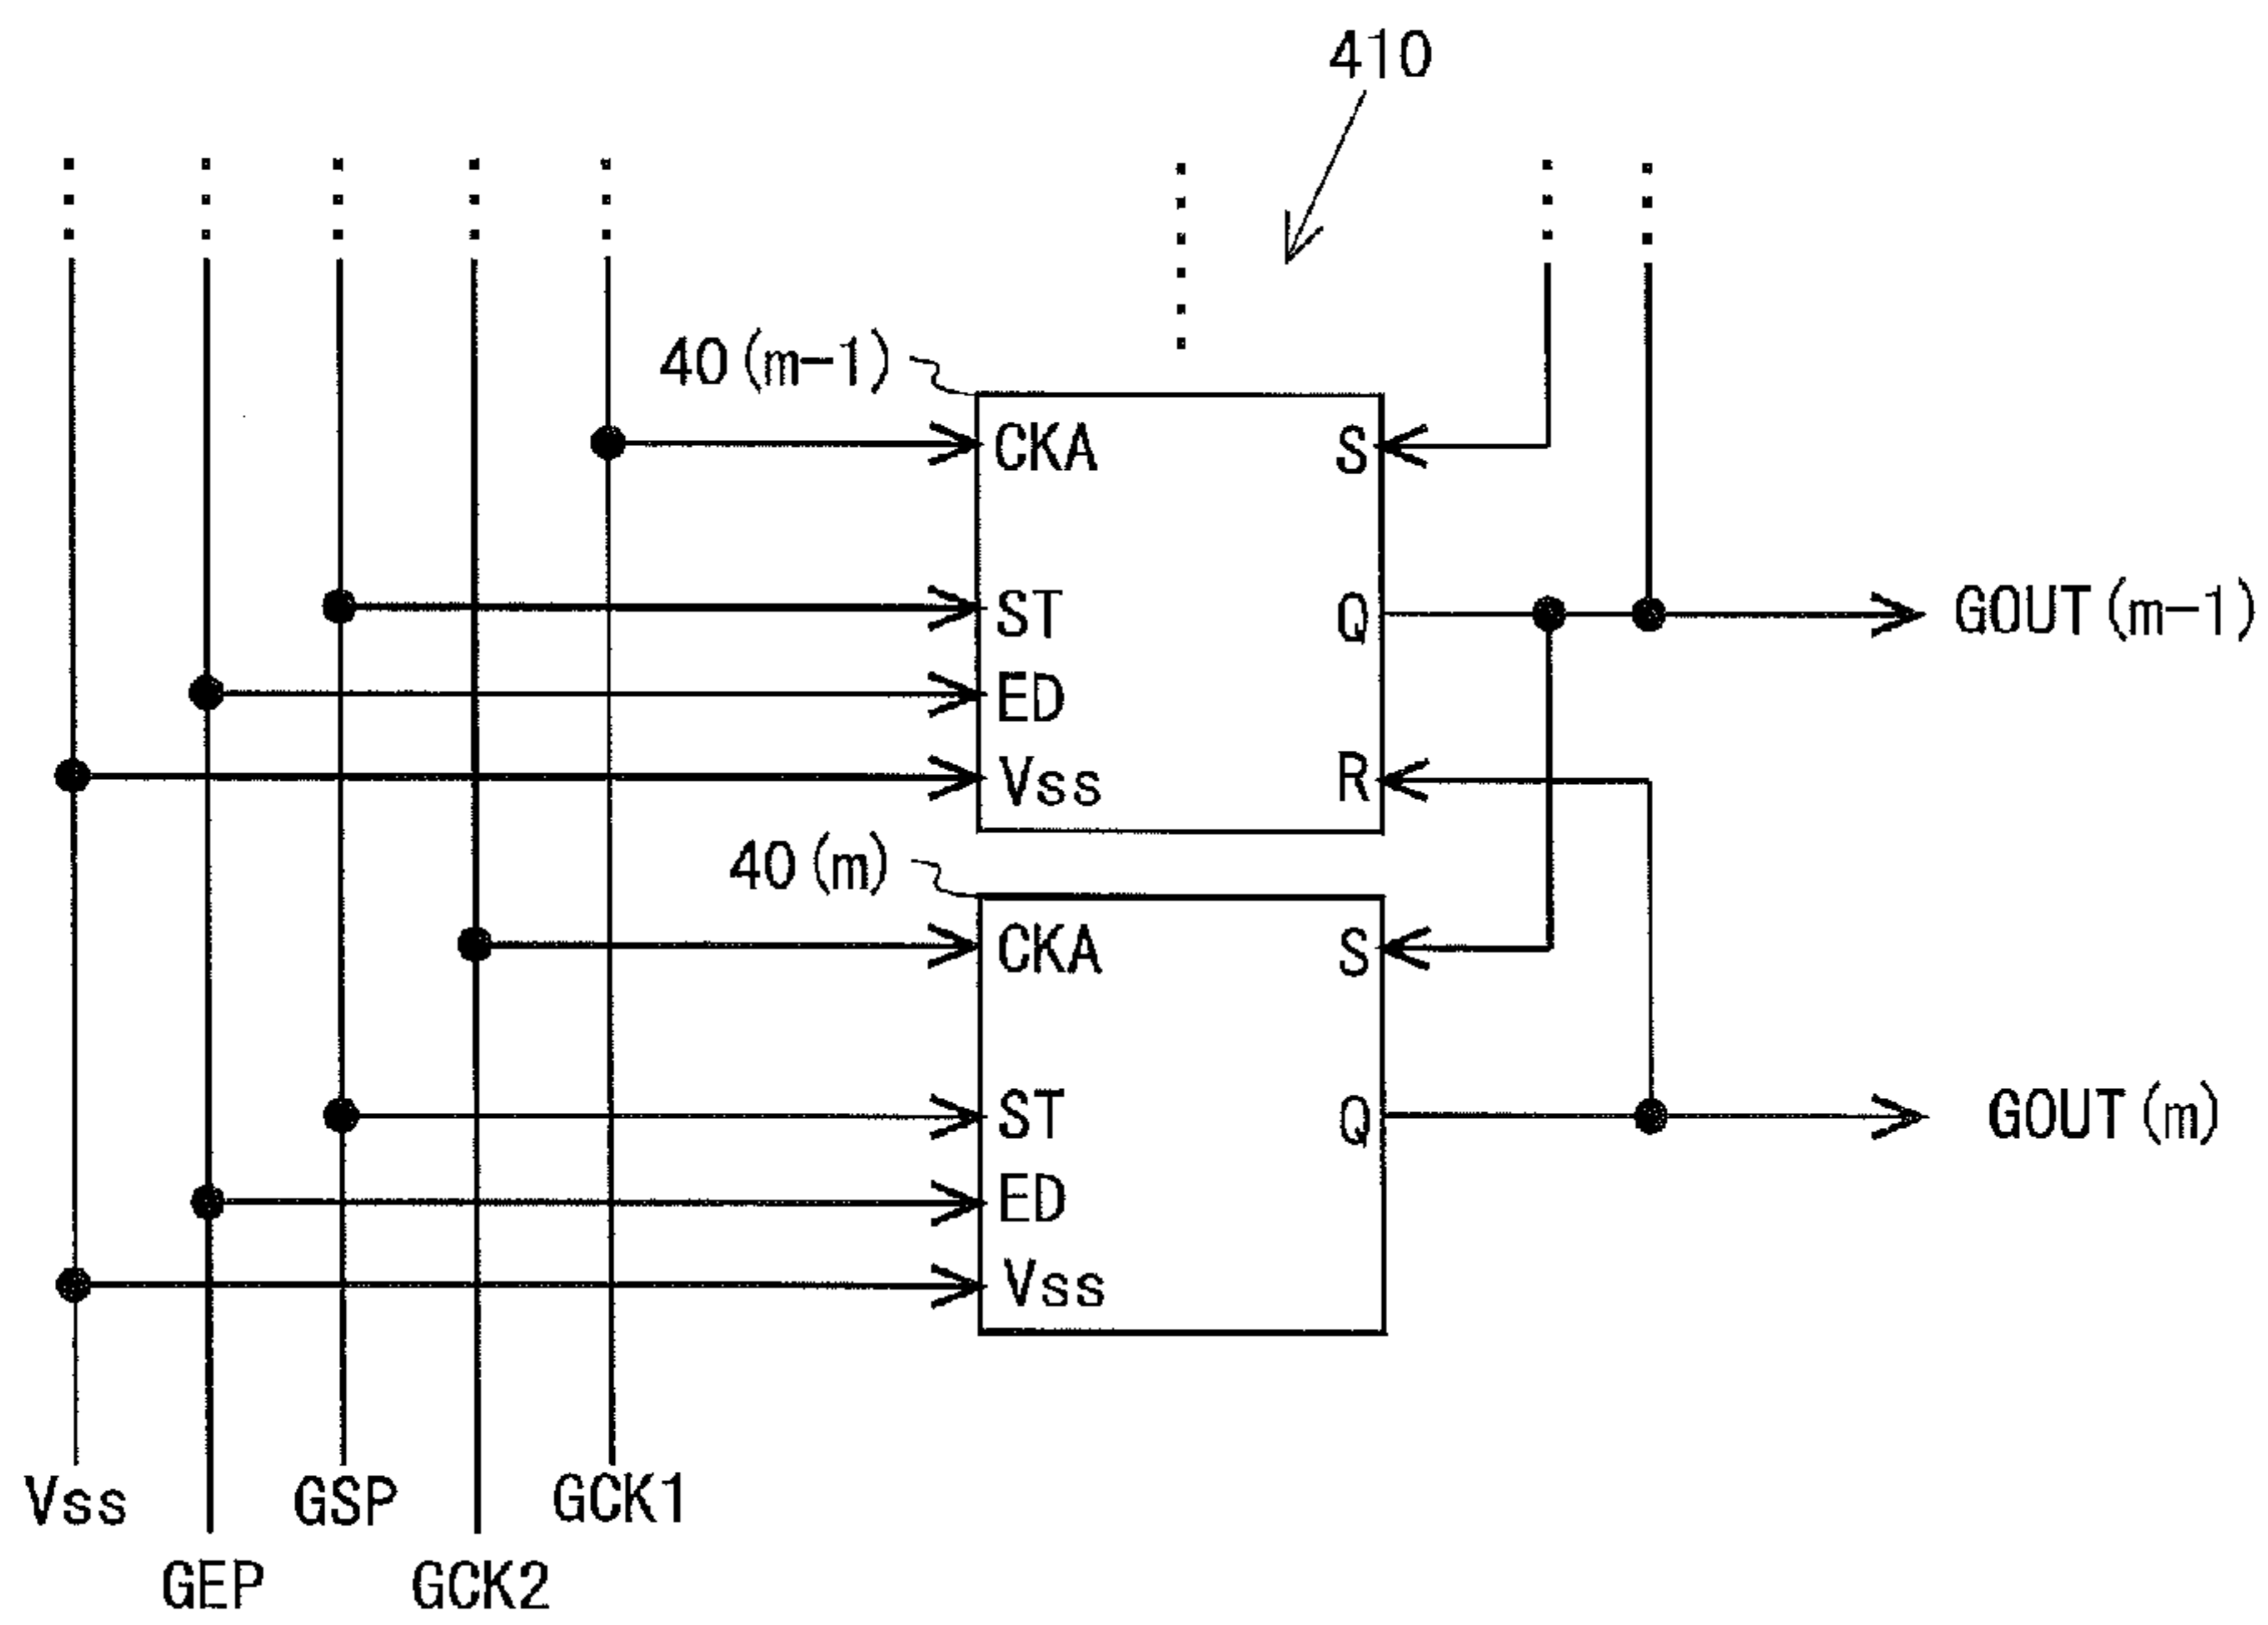 410
40(m-1)
CKA S
ST Q GOUT(m-1)
ED
Vss R
40(m)
CKA S
ST Q GOUT(m)
ED
Vss
Vss GSP GCK1
GEP GCK2